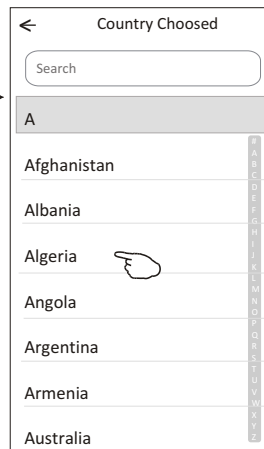 Country Choosed
Search
A
Afghanistan
Albania
Algeria
Angola
Argentina
Armenia
Australia
#
A
B
C
D
E
F
G
H
I
J
K
L
M
N
O
P
Q
R
S
T
U
V
W
X
Y
Z